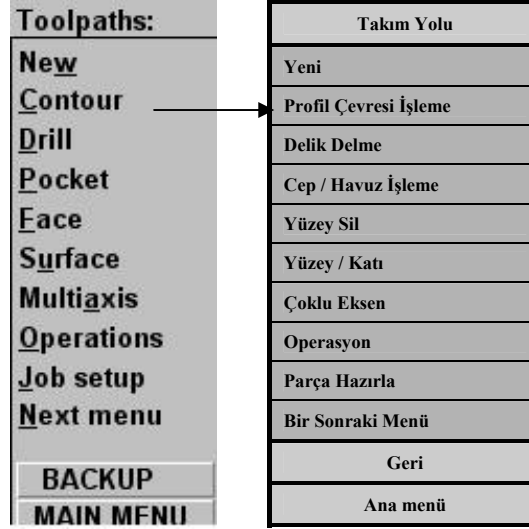 Toolpaths:
New
Contour
Drill
Pocket
Face
Surface
Multiaxis
Operations
Job setup
Next menu
BACKUP
MAIN MENU
Takım Yolu
Yeni
Profil Çevresi İşleme
Delik Delme
Cep / Havuz İşleme
Yüzey Sil
Yüzey / Katı
Çoklu Eksen
Operasyon
Parça Hazırla
Bir Sonraki Menü
Geri
Ana menü